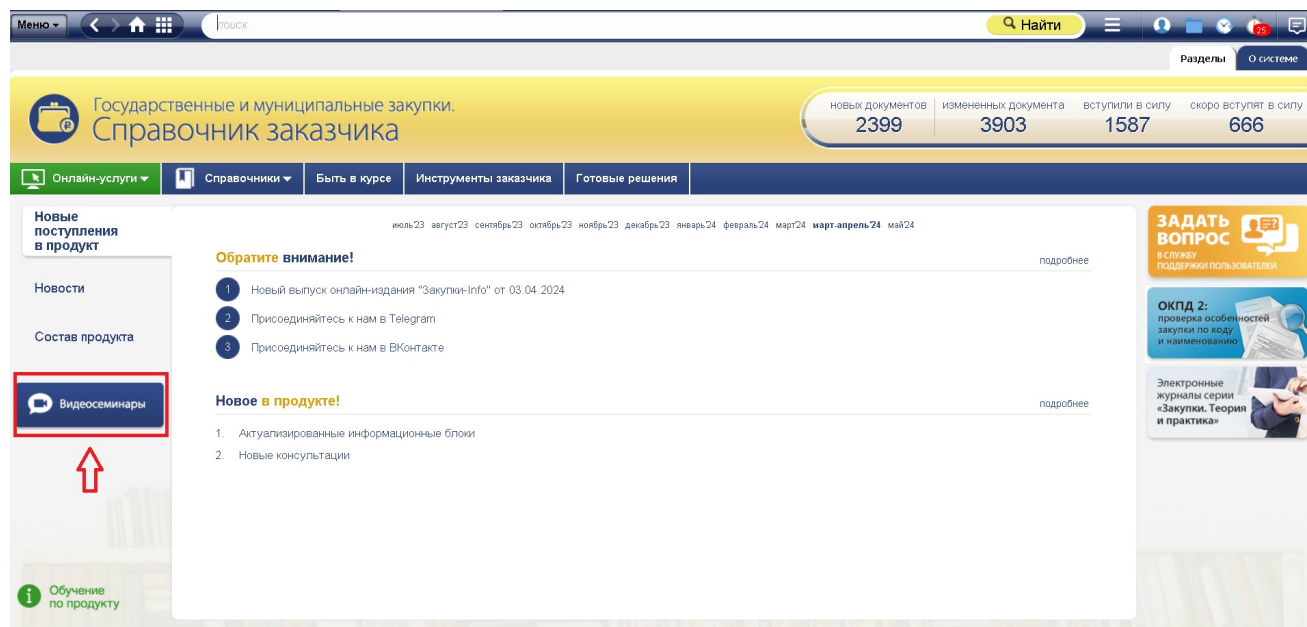 Меню
поиск
Найти
25
Разделы
О системе
Государственные и муниципальные закупки.
Справочник заказчика
новых документов
2399
измененных документа
3903
вступили в силу
1587
скоро вступят в силу
666
Онлайн-услуги
Справочники
Быть в курсе
Инструменты заказчика
Готовые решения
Новые
поступления
в продукт
Новости
Состав продукта
Видеосеминары
Обучение
по продукту
июль'23 август'23 сентябрь'23 октябрь'23 ноябрь'23 декабрь'23 январь'24 февраль'24 март'24 март-апрель'24 май'24
Обратите внимание!
подробнее
1 Новый выпуск онлайн-издания "Закупки-Info" от 03.04.2024
2 Присоединяйтесь к нам в Telegram
3 Присоединяйтесь к нам в ВКонтакте
Новое в продукте!
подробнее
1. Актуализированные информационные блоки
2. Новые консультации
ЗАДАТЬ
ВОПРОС
В СЛУЖБУ
ПОДДЕРЖКИ ПОЛЬЗОВАТЕЛЕЙ
ОКПД 2:
проверка особенностей
закупки по коду
и наименованию
Электронные
журналы серии
«Закупки. Теория
и практика»